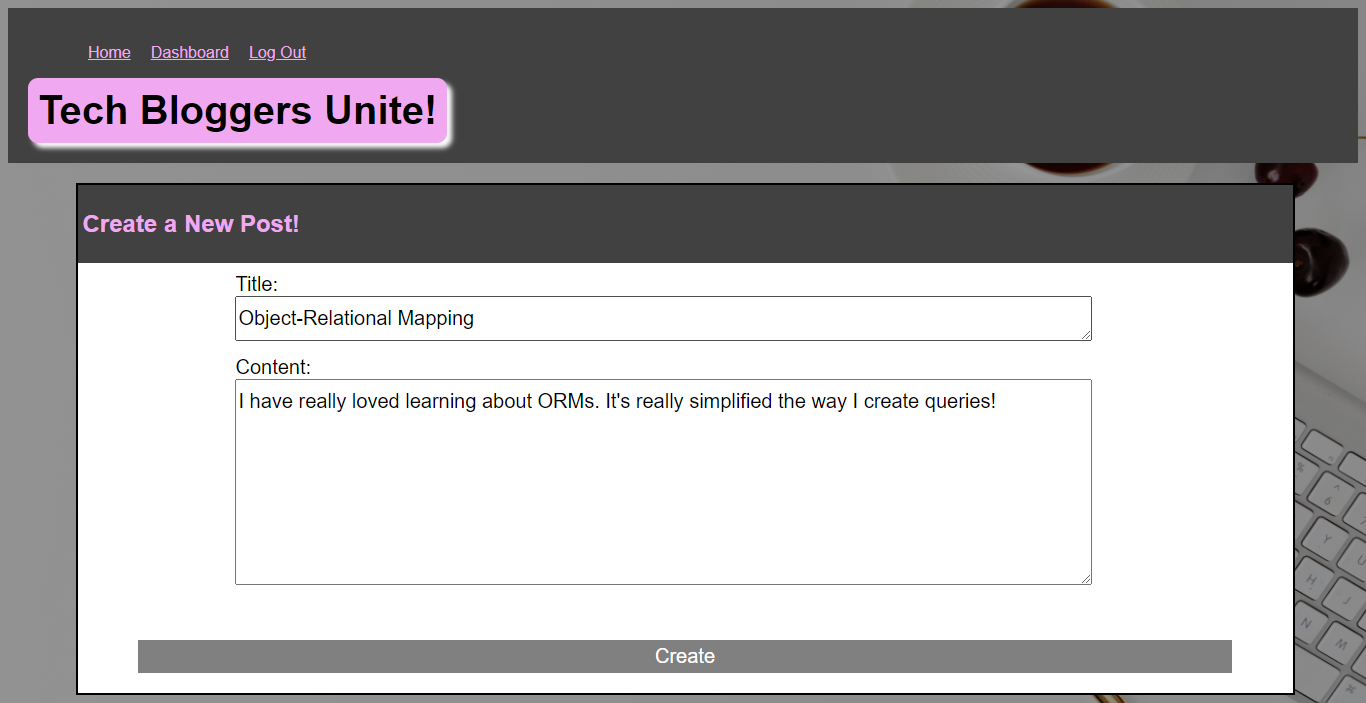 Home Dashboard Log Out
Tech Bloggers Unite!
Create a New Post!
Title:
Object-Relational Mapping
Content:
I have really loved learning about ORMs. It's really simplified the way I create queries!
Create
%
^
6
Y
U
H
J
N
M
⌘